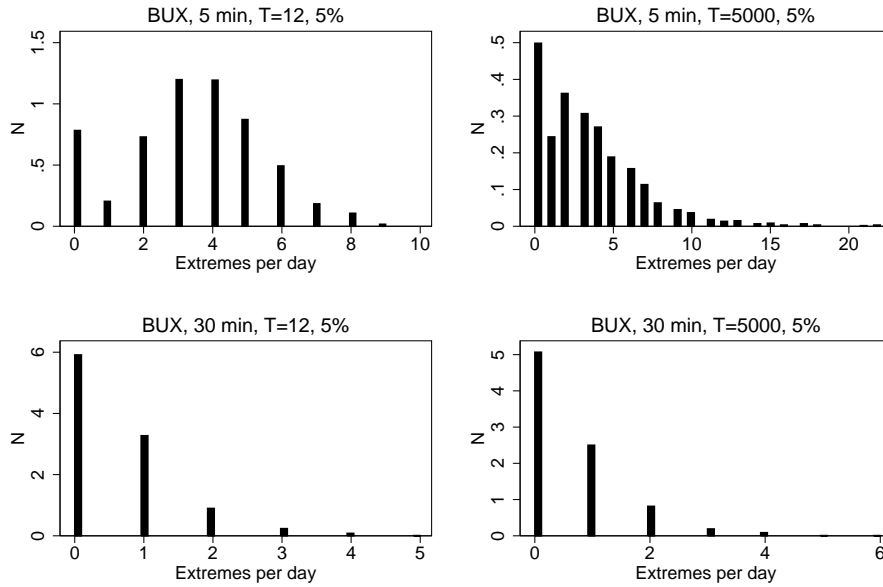 BUX, 5 min, T=12, 5%
1.5
1
.5
0
N
0 2 4 6 8 10
Extremes per day
BUX, 5 min, T=5000, 5%
.5
.4
.3
.2
.1
0
N
0 5 10 15 20
Extremes per day
BUX, 30 min, T=12, 5%
6
4
2
0
N
0 1 2 3 4 5
Extremes per day
BUX, 30 min, T=5000, 5%
5
4
3
2
1
0
N
0 2 4 6
Extremes per day